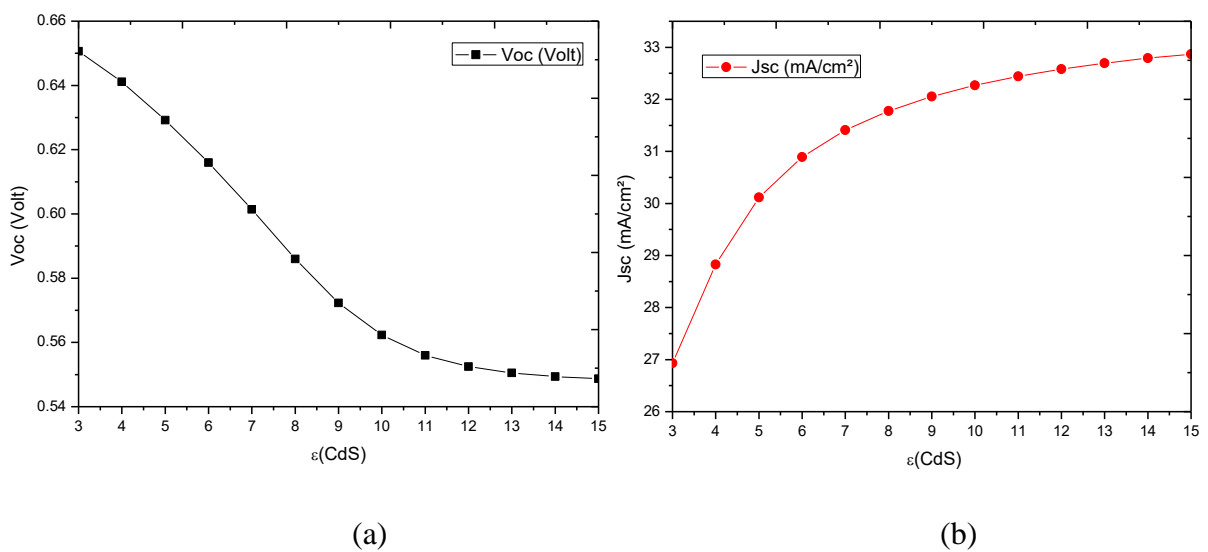 0.66
0.64
0.62
0.60
0.58
0.56
0.54
Voc (Volt)
Voc (Volt)
3 4 5 6 7 8 9 10 11 12 13 14 15
ε(CdS)
(a)
33
32
31
30
29
28
27
26
Jsc (mA/cm²)
Jsc (mA/cm²)
3 4 5 6 7 8 9 10 11 12 13 14 15
ε(CdS)
(b)